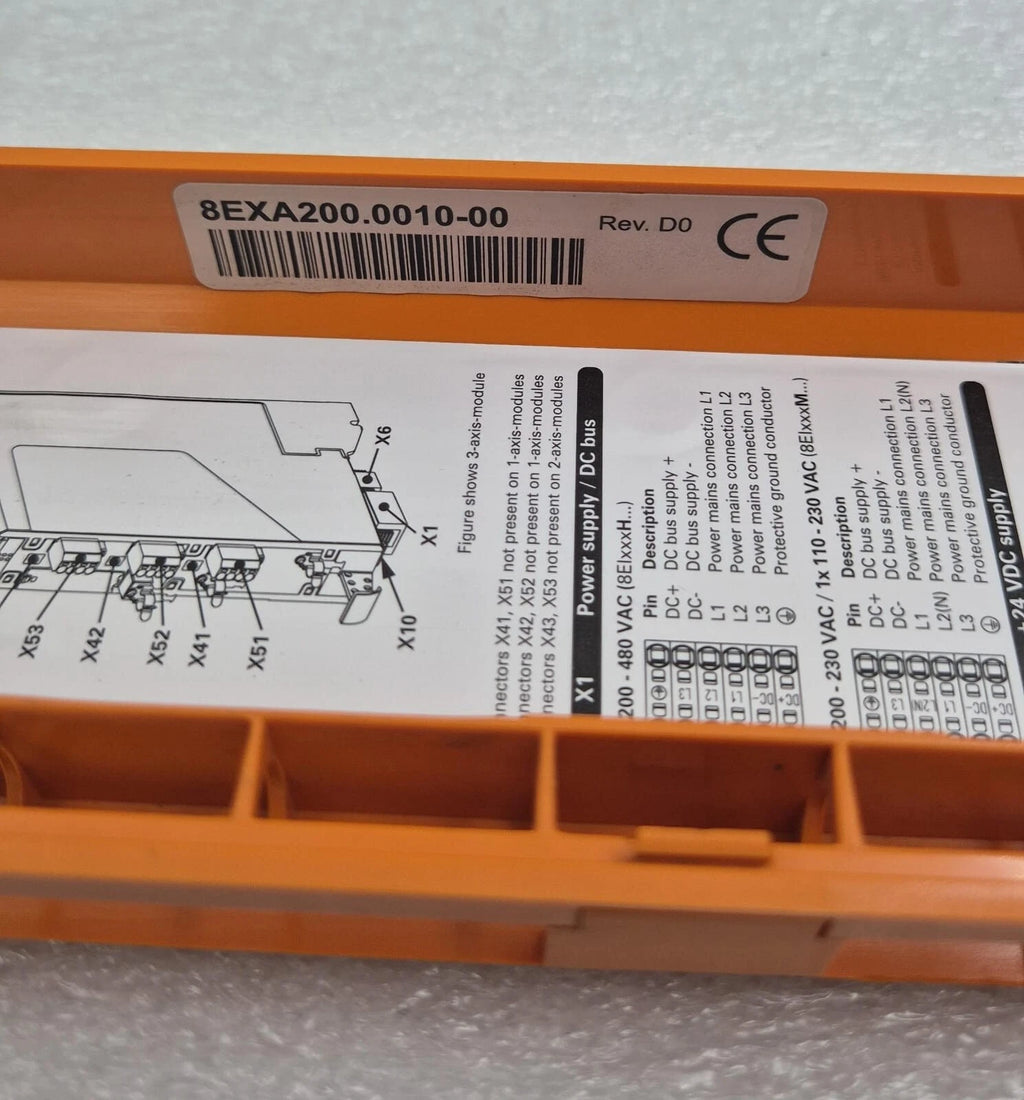 8EXA200.0010-00
Rev. D0
CE
X53
X42
X52
X41
X51
X10
X1
X6
Figure shows 3-axis-module
nectors X41, X51 not present on 1-axis-modules
nectors X42, X52 not present on 1-axis-modules
nectors X43, X53 not present on 2-axis-modules
X1 Power supply / DC bus
200 - 480 VAC (8EIxxxH...)
Pin Description
DC+ DC bus supply +
DC- DC bus supply -
L1 Power mains connection L1
L2 Power mains connection L2
L3 Power mains connection L3
Protective ground conductor
200 - 230 VAC / 1x 110 - 230 VAC (8EIxxxM...)
Pin Description
DC+ DC bus supply +
DC- DC bus supply -
L1 Power mains connection L1
L2(N) Power mains connection L2(N)
L3 Power mains connection L3
Protective ground conductor
+24 VDC supply